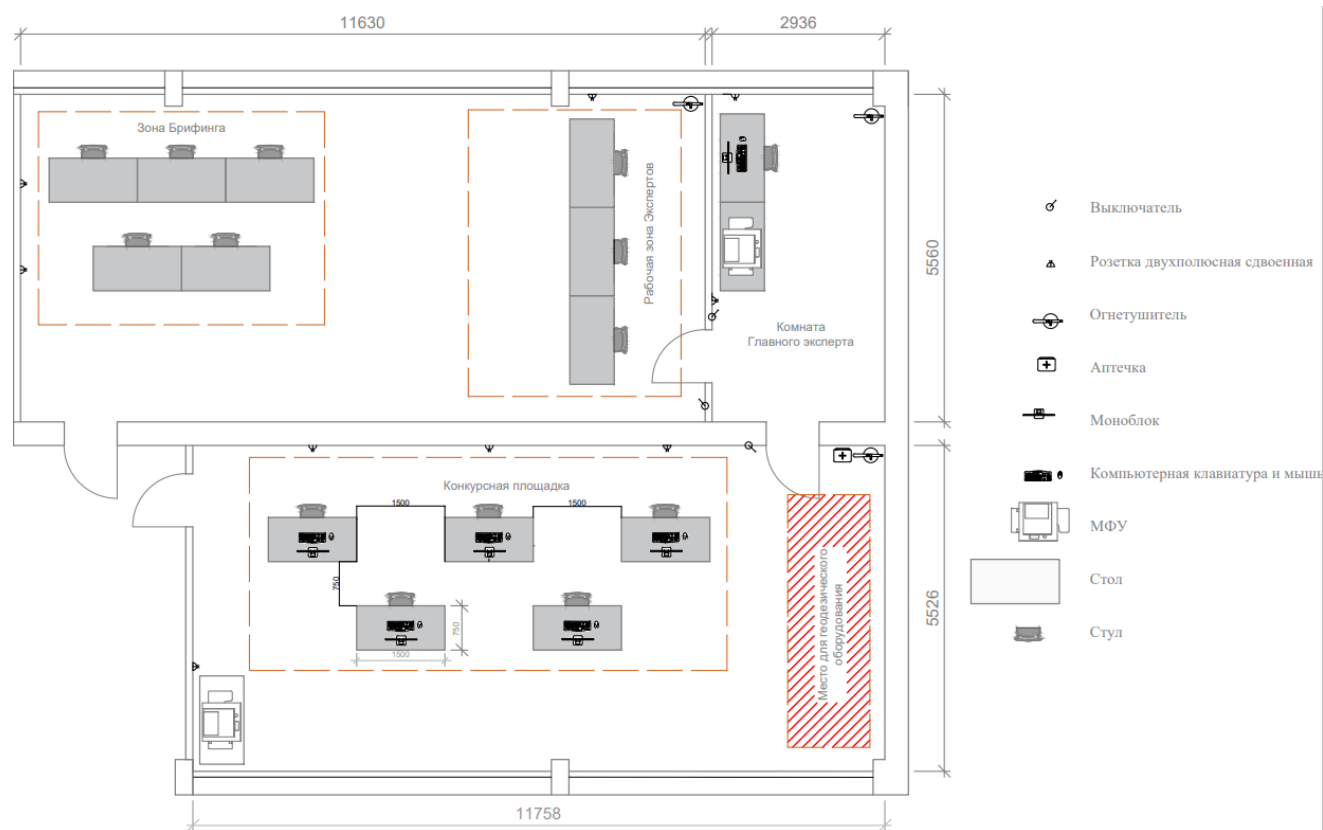 11630
2936
Зона Брифинга
Рабочая зона Экспертов
5560
Комната
Главного эксперта
Выключатель
Розетка двухполюсная сдвоенная
Огнетушитель
Аптечка
Моноблок
Компьютерная клавиатура и мышь
МФУ
Стол
Стул
Конкурсная площадка
1500
1500
750
750
1500
Место для геодезического
оборудования
5526
11758